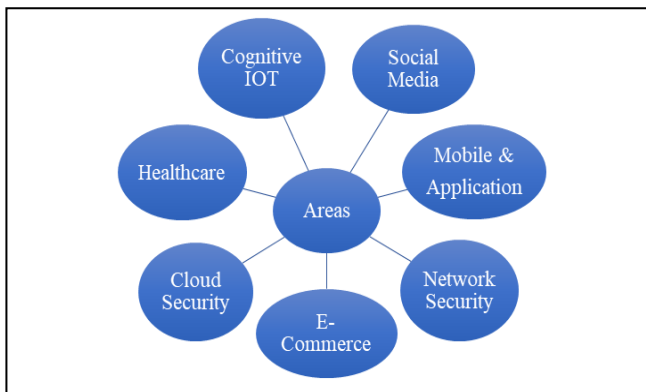 Cognitive
IOT
Social
Media
Healthcare
Mobile &
Application
Areas
Cloud
Security
Network
Security
E-
Commerce